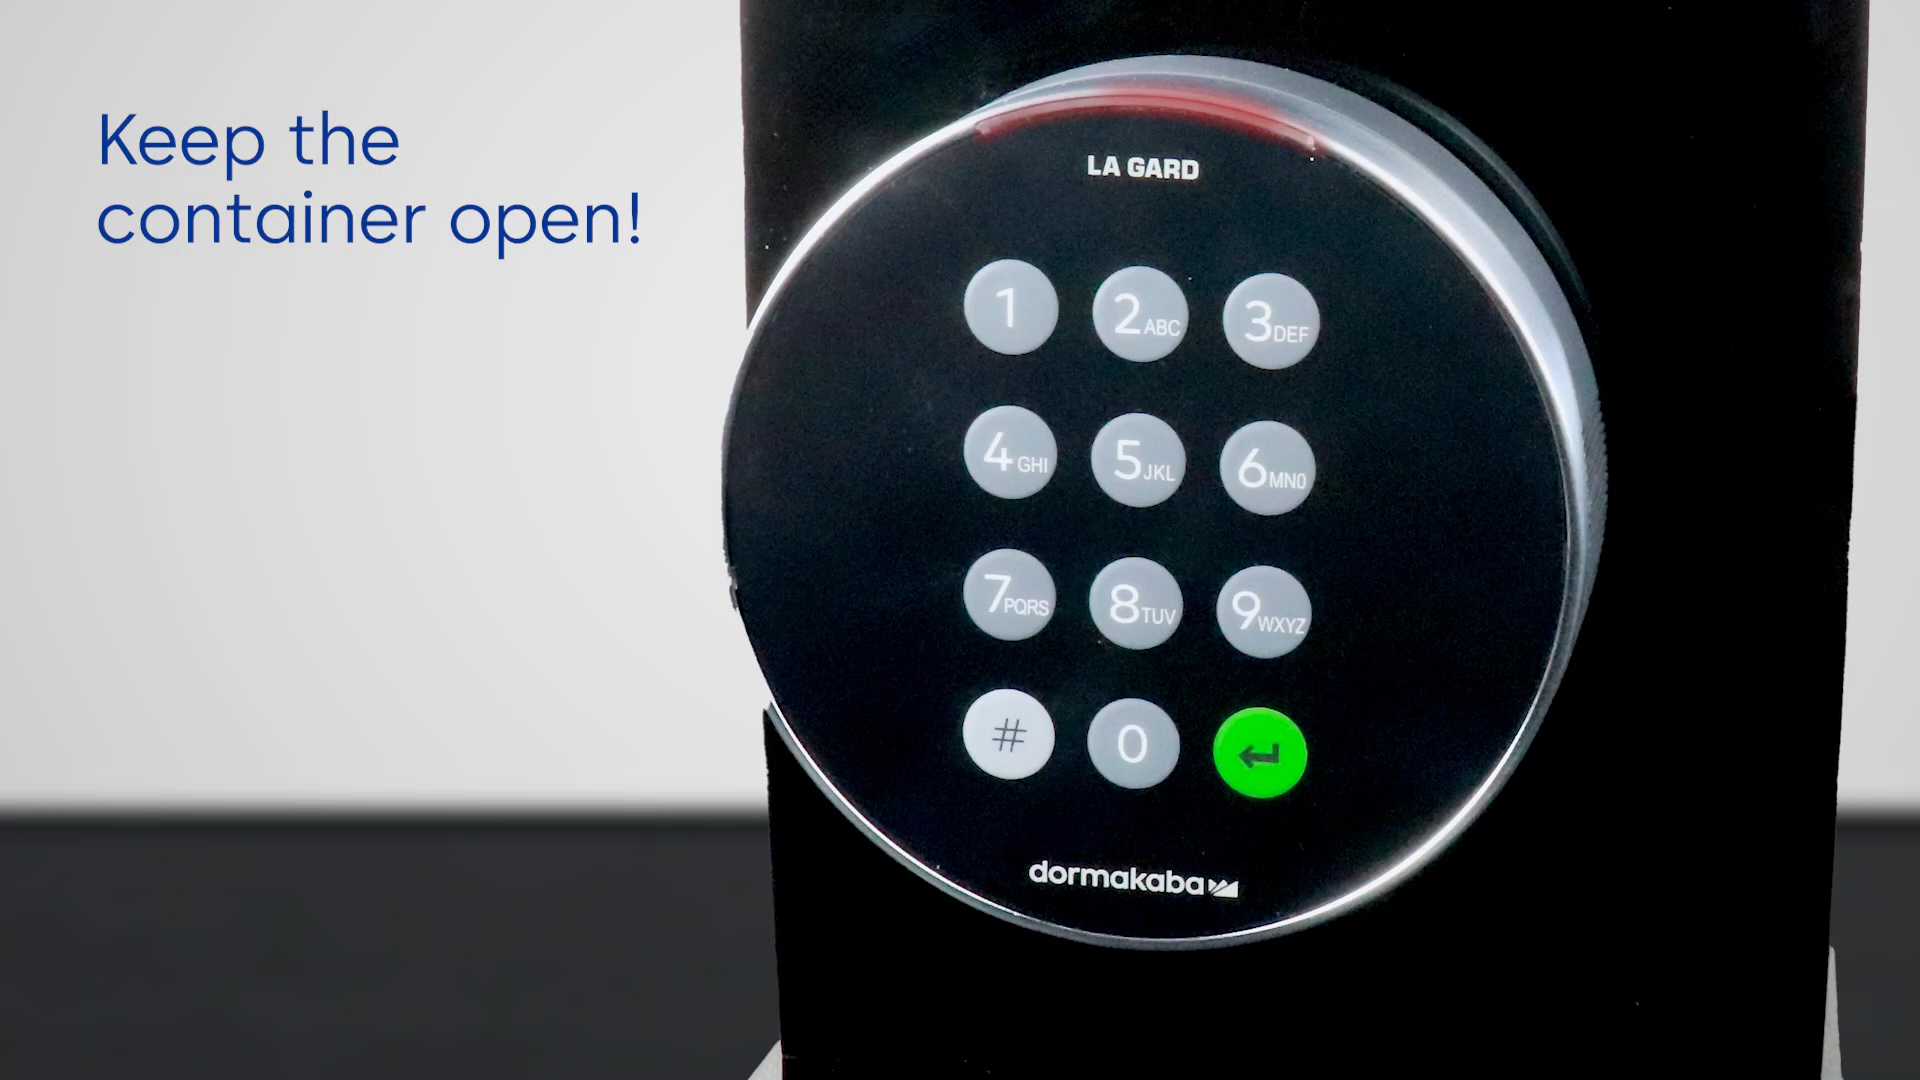 Keep the
container open!
LA GARD
1 2 ABC 3 DEF
4 GHI 5 JKL 6 MNO
7 PQRS 8 TUV 9 WXYZ
# 0
dormakaba